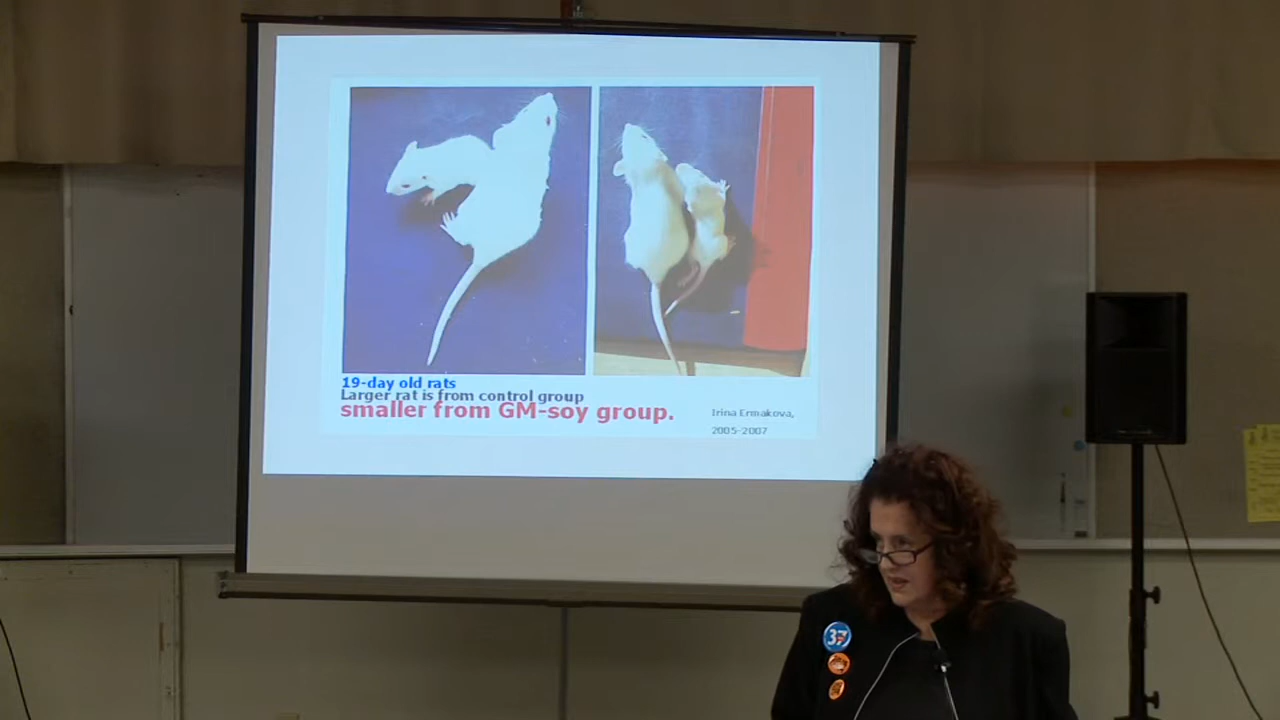 19-day old rats
Larger rat is from control group
smaller from GM-soy group.
Irina Ermakova,
2005-2007
37